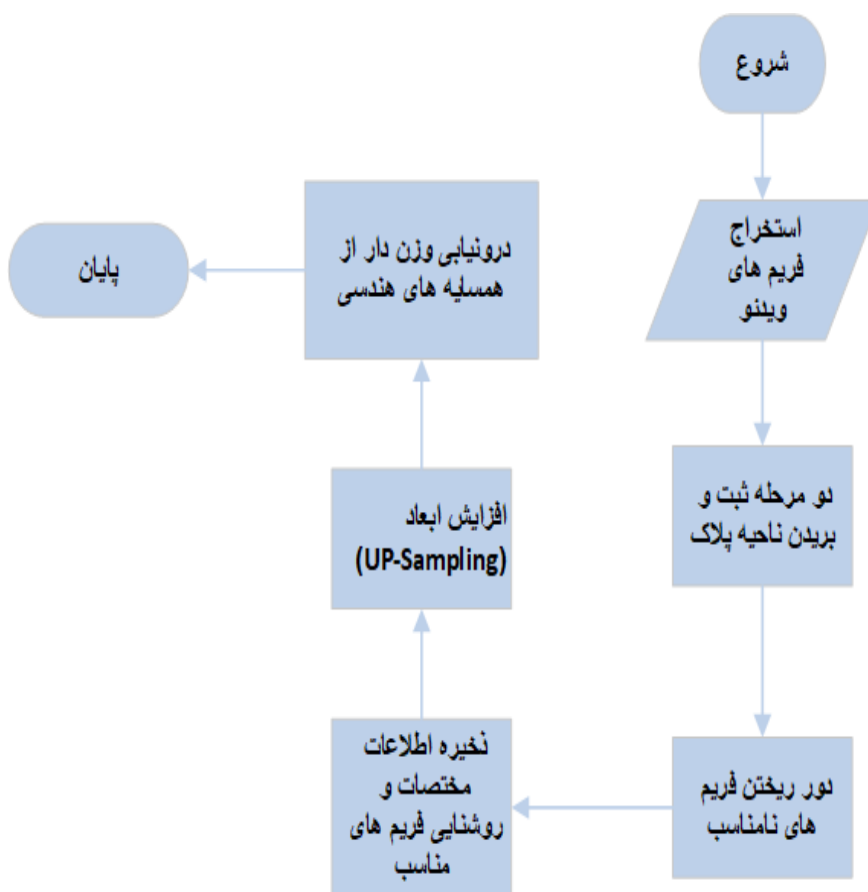 شروع
استخراج
فریم های
ویدئو
دو مرحله ثبت و
بریدن ناحیه پلاک
دور ریختن فریم
های نامناسب
ذخیره اطلاعات
مختصات و
روشنایی فریم های
مناسب
افزایش ابعاد
(UP-Sampling)
درونیابی وزن دار از
همسایه های هندسی
پایان